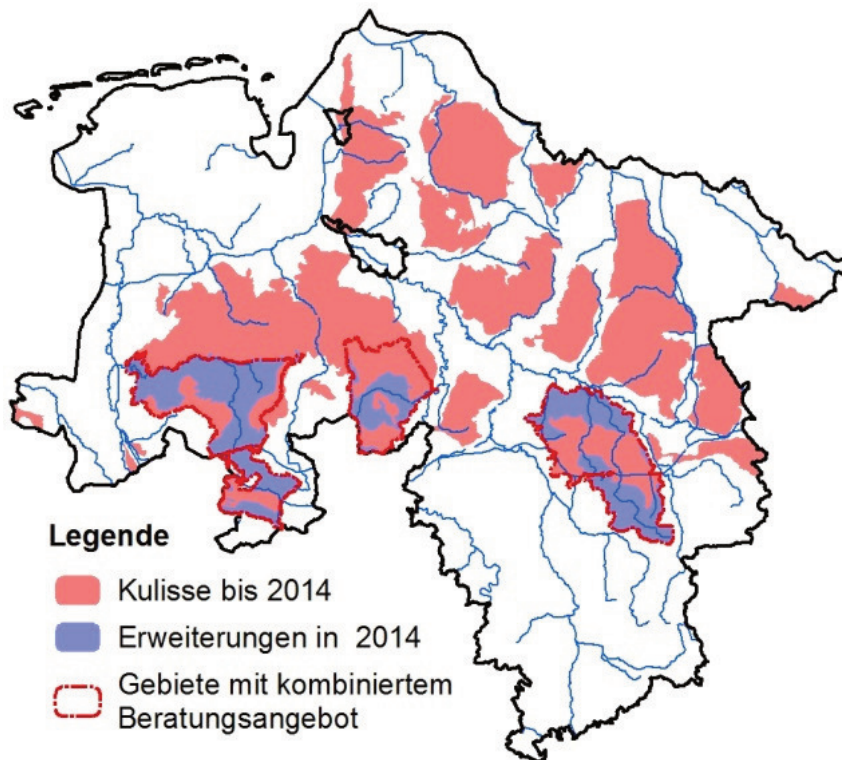 Legende
Kulisse bis 2014
Erweiterungen in 2014
Gebiete mit kombiniertem
Beratungsangebot